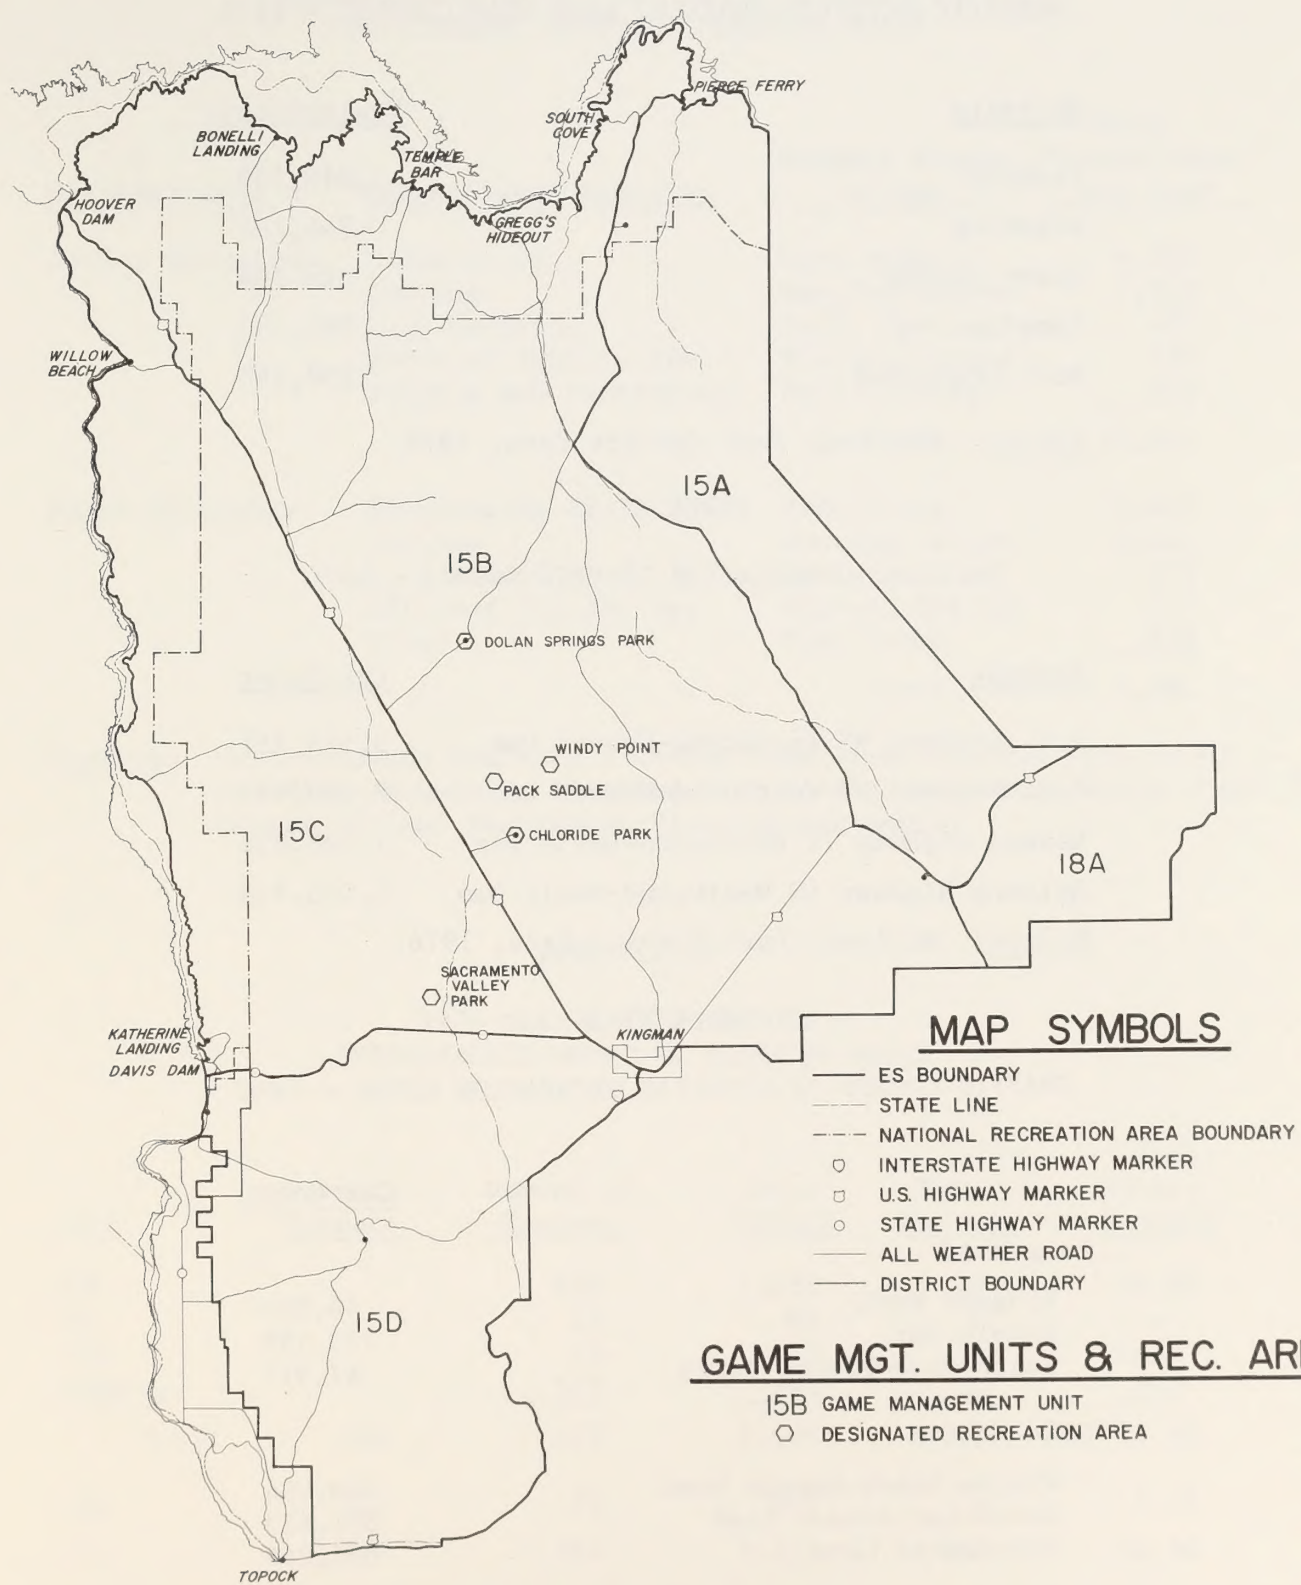 PIERCE FERRY
SOUTH
COVE
BONELLI
LANDING
TEMPLE
BAR
HOOVER
DAM
GREGG'S
HIDEOUT
WILLOW
BEACH
15A
15B
DOLAN SPRINGS PARK
WINDY POINT
PACK SADDLE
15C
CHLORIDE PARK
18A
SACRAMENTO
VALLEY
PARK
KATHERINE
LANDING
DAVIS DAM
KINGMAN
MAP SYMBOLS
ES BOUNDARY
STATE LINE
NATIONAL RECREATION AREA BOUNDARY
INTERSTATE HIGHWAY MARKER
U.S. HIGHWAY MARKER
STATE HIGHWAY MARKER
ALL WEATHER ROAD
DISTRICT BOUNDARY
15D
GAME MGT. UNITS & REC.
15B GAME MANAGEMENT UNIT
DESIGNATED RECREATION AREA
TOPOCK